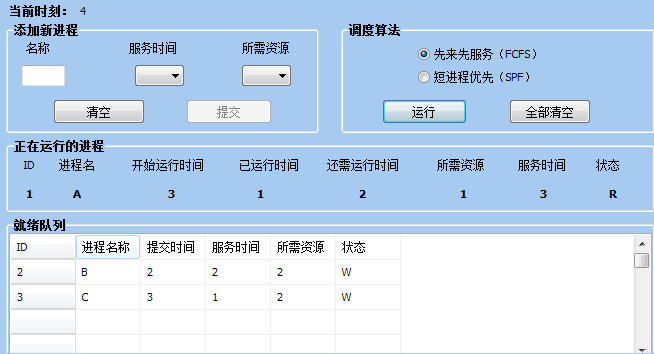 当前时刻： 4
添加新进程
名称 服务时间 所需资源
清空 提交
调度算法
先来先服务（FCFS）
短进程优先（SPF）
运行 全部清空
正在运行的进程
ID 进程名 开始运行时间 已运行时间 还需运行时间 所需资源 服务时间 状态
1 A 3 1 2 1 3 R
就绪队列
ID 进程名称 提交时间 服务时间 所需资源 状态
2 B 2 2 2 W
3 C 3 1 2 W